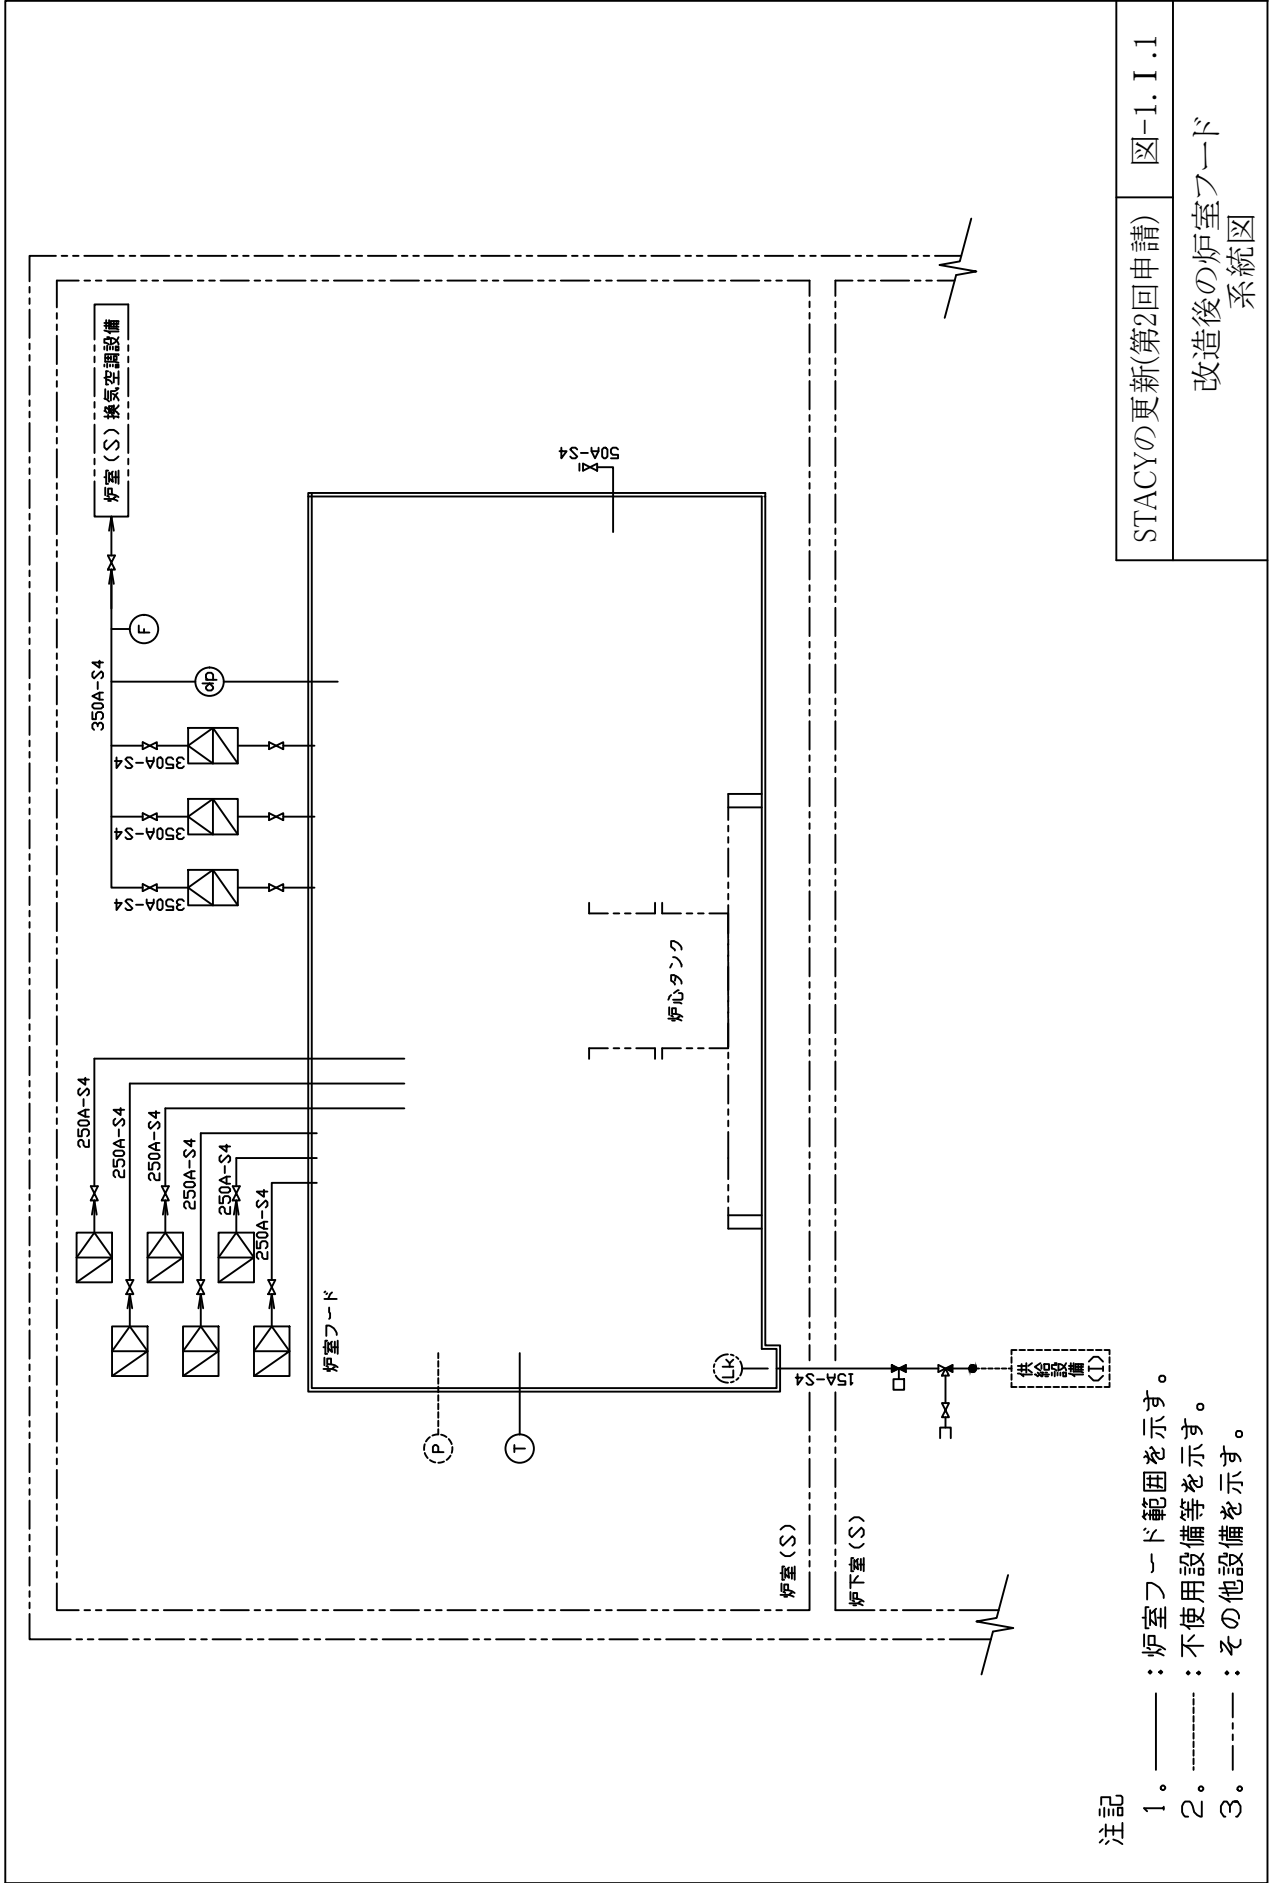 炉室(S)換気空調設備
350A-S4
F
dp
350A-S4
350A-S4
350A-S4
50A-S4
250A-S4
250A-S4
250A-S4
250A-S4
250A-S4
250A-S4
炉室フード
炉心タンク
P
T
LK
15A-S4
供給設備
(I)
炉室(S)
炉下室(S)
注記
1。 :炉室フード範囲を示す。
2。 :不使用設備等を示す。
3。 :その他設備を示す。
STACYの更新(第2回申請)
図-1.I.1
改造後の炉室フード
系統図